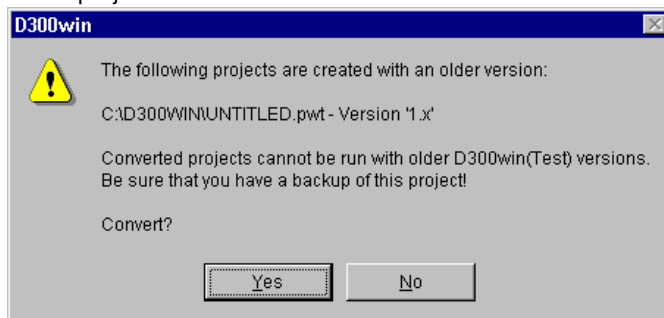 D300win
The following projects are created with an older version:
C:\D300WIN\UNTITLED.pwt - Version '1.x'
Converted projects cannot be run with older D300win(Test) versions.
Be sure that you have a backup of this project!
Convert?
Yes
No